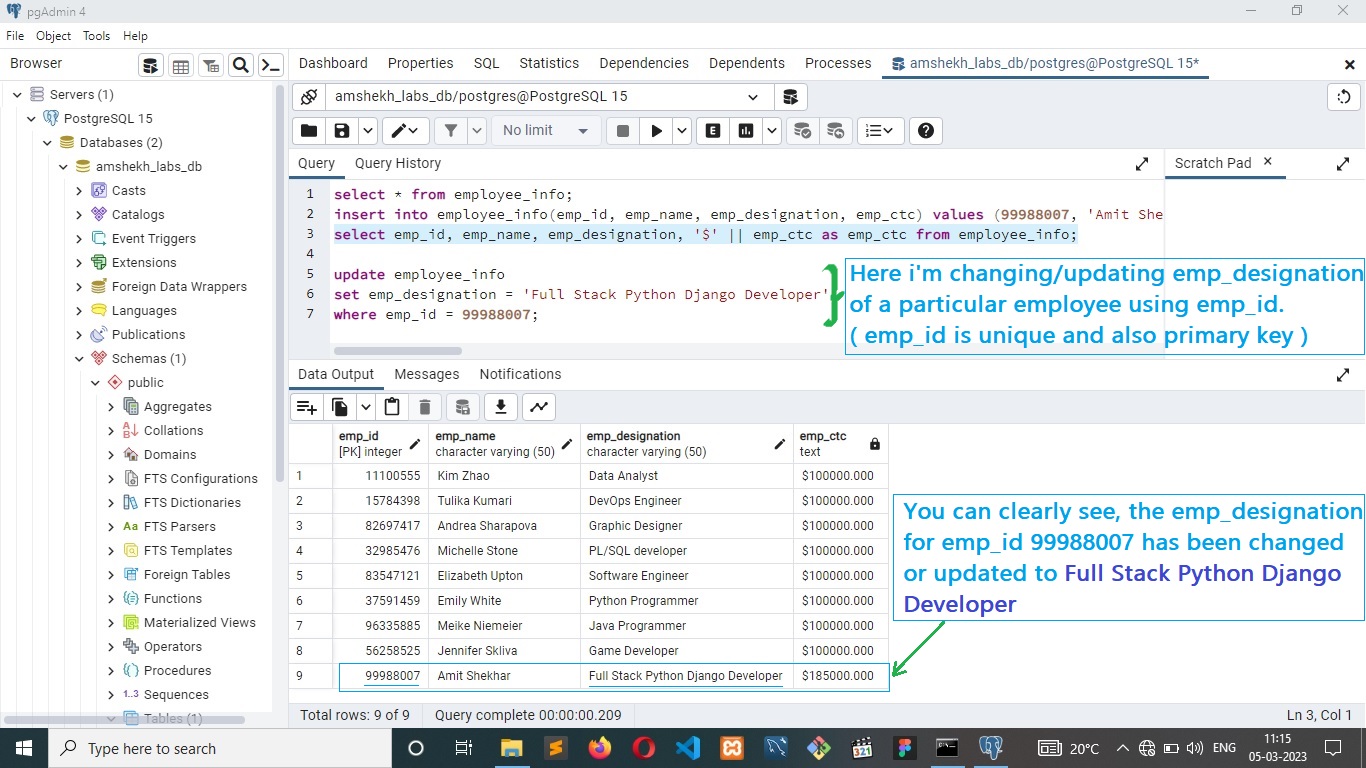 pgAdmin 4
File Object Tools Help
Browser
Dashboard Properties SQL Statistics Dependencies Dependents Processes amshekh_labs_db/postgres@PostgreSQL 15*
Servers (1)
PostgreSQL 15
Databases (2)
amshekh_labs_db
Casts
Catalogs
Event Triggers
Extensions
Foreign Data Wrappers
Languages
Publications
Schemas (1)
public
Aggregates
Collations
Domains
FTS Configurations
FTS Dictionaries
Aa FTS Parsers
FTS Templates
Foreign Tables
Functions
Materialized Views
Operators
Procedures
1..3 Sequences
Tables (1)
amshekh_labs_db/postgres@PostgreSQL 15
No limit
E
Query Query History
Scratch Pad
1 select * from employee_info;
2 insert into employee_info(emp_id, emp_name, emp_designation, emp_ctc) values (99988007, 'Amit She
3 select emp_id, emp_name, emp_designation, '$' || emp_ctc as emp_ctc from employee_info;
4
5 update employee_info
6 set emp_designation = 'Full Stack Python Django Developer'
7 where emp_id = 99988007;
Here i'm changing/updating emp_designation
of a particular employee using emp_id.
( emp_id is unique and also primary key )
Data Output Messages Notifications
emp_id emp_name emp_designation emp_ctc
[PK] integer character varying (50) character varying (50) text
1 11100555 Kim Zhao Data Analyst $100000.000
2 15784398 Tulika Kumari DevOps Engineer $100000.000
3 82697417 Andrea Sharapova Graphic Designer $100000.000
4 32985476 Michelle Stone PL/SQL developer $100000.000
5 83547121 Elizabeth Upton Software Engineer $100000.000
6 37591459 Emily White Python Programmer $100000.000
7 96335885 Meike Niemeier Java Programmer $100000.000
8 56258525 Jennifer Skliva Game Developer $100000.000
9 99988007 Amit Shekhar Full Stack Python Django Developer $185000.000
You can clearly see, the emp_designation
for emp_id 99988007 has been changed
or updated to Full Stack Python Django
Developer
Total rows: 9 of 9 Query complete 00:00:00.209 Ln 3, Col 1
Type here to search
321
20°C
ENG
11:15
05-03-2023